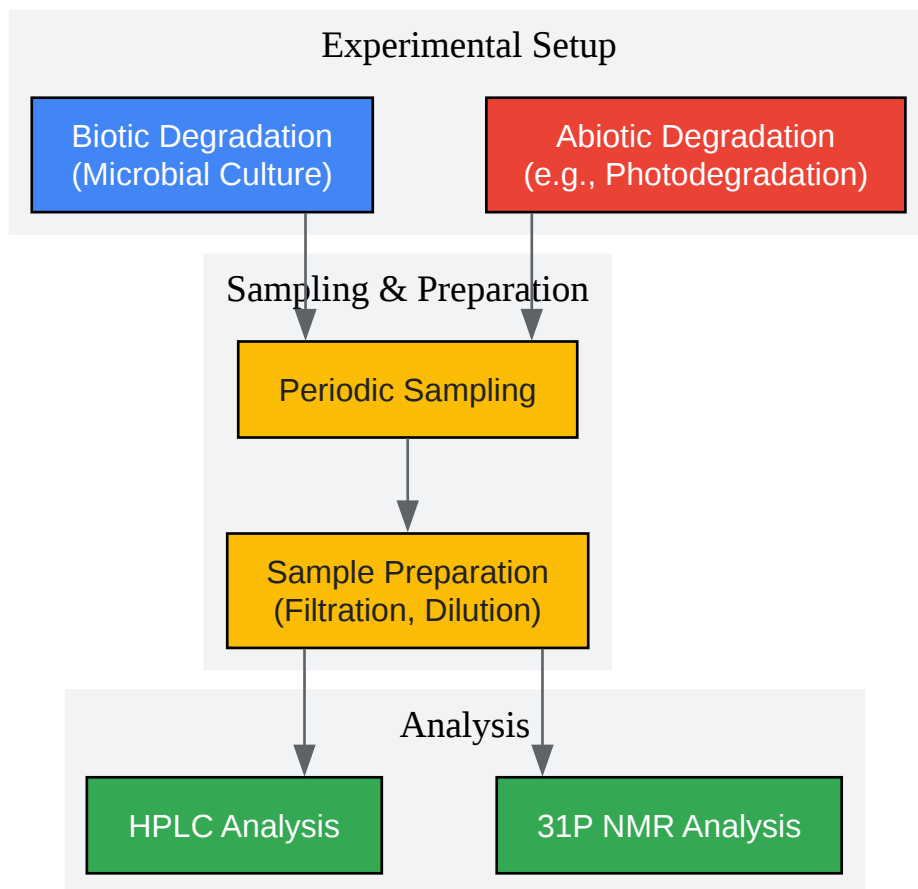 Experimental Setup
Biotic Degradation
(Microbial Culture)
Abiotic Degradation
(e.g., Photodegradation)
Sampling & Preparation
Periodic Sampling
Sample Preparation
(Filtration, Dilution)
Analysis
HPLC Analysis
31P NMR Analysis